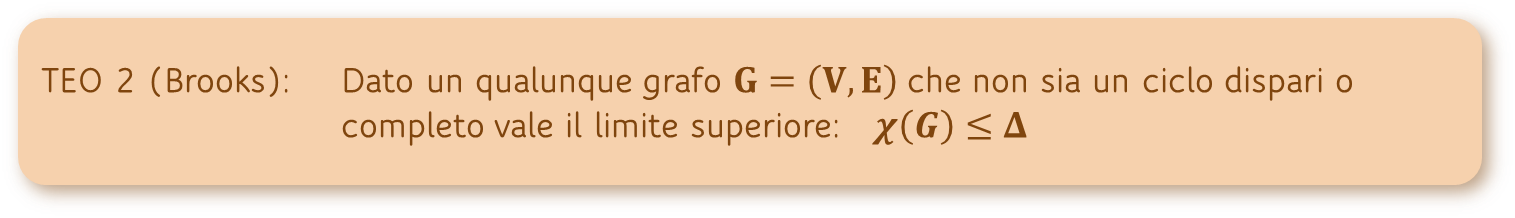 TEO 2 (Brooks): Dato un qualunque grafo G = (V, E) che non sia un ciclo dispari o
completo vale il limite superiore: χ(G) ≤ Δ